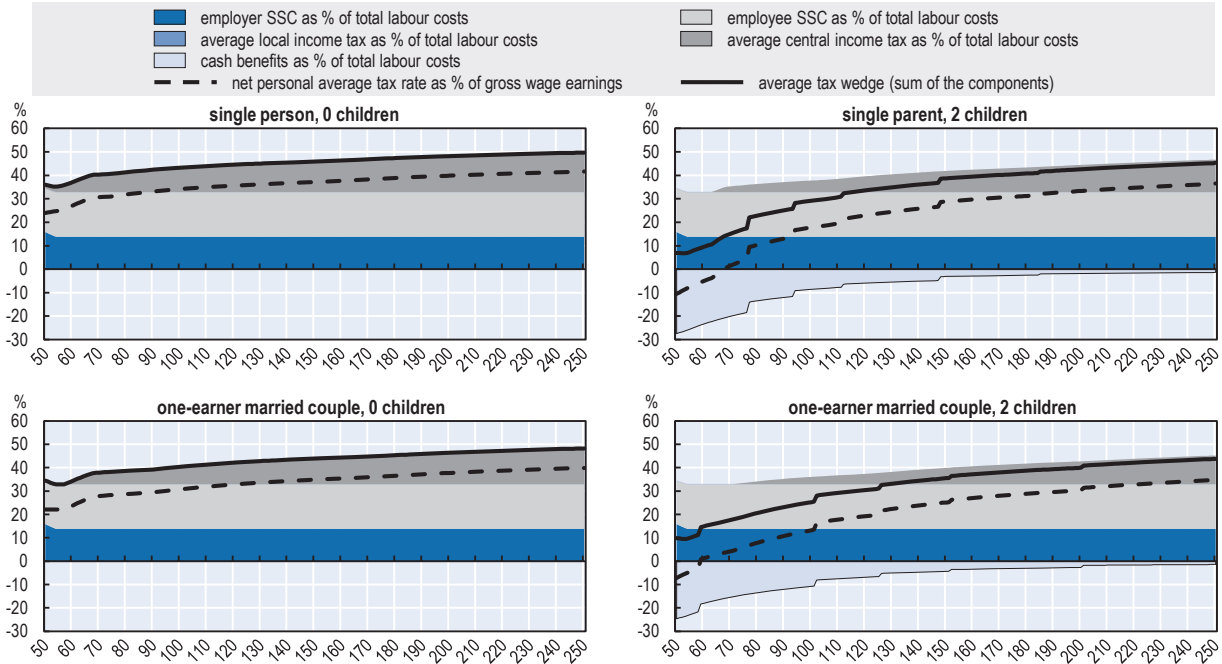 employer SSC as % of total labour costs
employee SSC as % of total labour costs
average local income tax as % of total labour costs
average central income tax as % of total labour costs
cash benefits as % of total labour costs
net personal average tax rate as % of gross wage earnings
average tax wedge (sum of the components)
%
single person, 0 children
60
50
40
30
20
10
0
-10
-20
-30
50 60 70 80 90 100 110 120 130 140 150 160 170 180 190 200 210 220 230 240 250
%
single parent, 2 children
60
50
40
30
20
10
0
-10
-20
-30
50 60 70 80 90 100 110 120 130 140 150 160 170 180 190 200 210 220 230 240 250
%
one-earner married couple, 0 children
60
50
40
30
20
10
0
-10
-20
-30
50 60 70 80 90 100 110 120 130 140 150 160 170 180 190 200 210 220 230 240 250
%
one-earner married couple, 2 children
60
50
40
30
20
10
0
-10
-20
-30
50 60 70 80 90 100 110 120 130 140 150 160 170 180 190 200 210 220 230 240 250